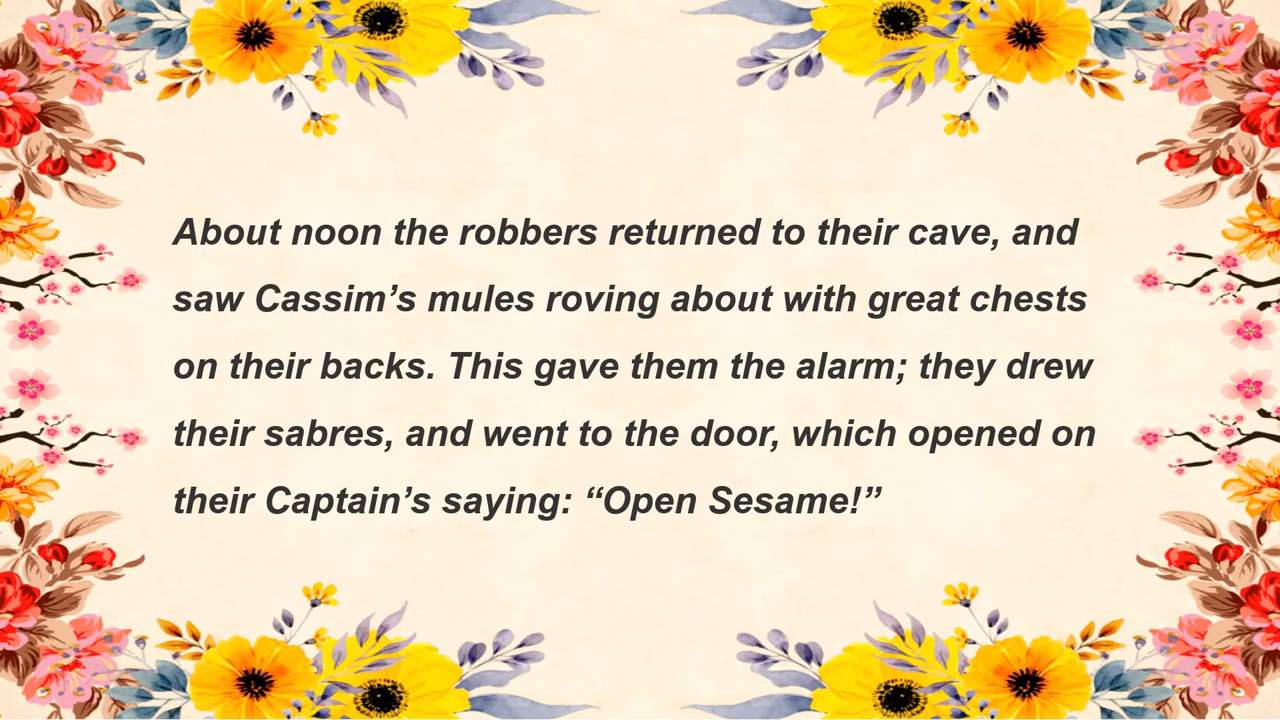 About noon the robbers returned to their cave, and
saw Cassim’s mules roving about with great chests
on their backs. This gave them the alarm; they drew
their sabres, and went to the door, which opened on
their Captain’s saying: “Open Sesame!”